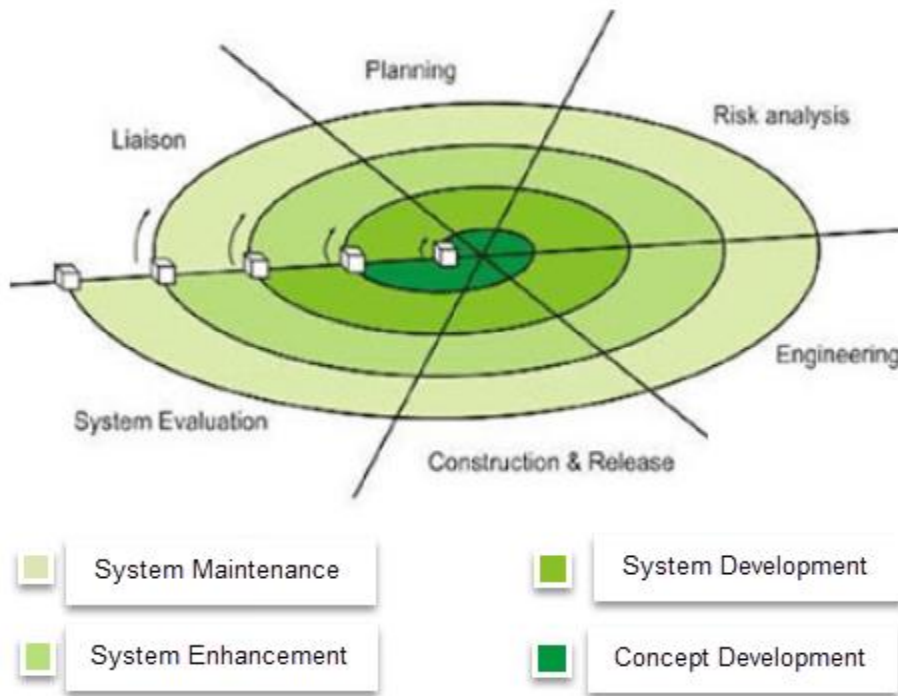 Planning
Risk analysis
Liaison
Engineering
System Evaluation
Construction & Release
System Maintenance
System Development
System Enhancement
Concept Development